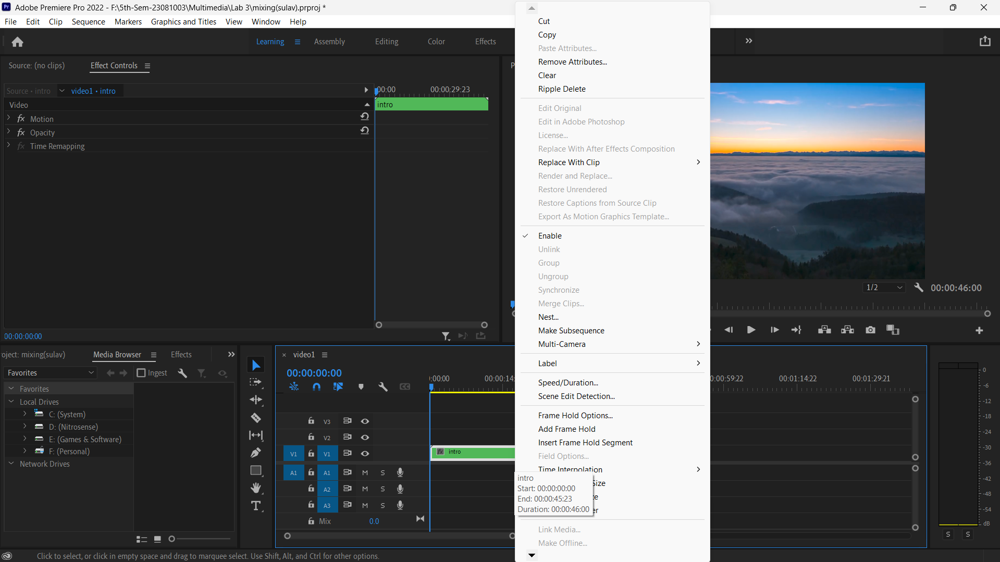 Adobe Premiere Pro 2022 - F:\5th-Sem-23081003\Multimedia\Lab 3\mixing(sulav).prproj *
File Edit Clip Sequence Markers Graphics and Titles View Window Help
Learning Assembly Editing Color Effects
Source: (no clips) Effect Controls
Source • intro video1 • intro
:00:00 00:00:29:23
Video
intro
Motion
Opacity
Time Remapping
00:00:00:00
Cut
Copy
Paste Attributes...
Remove Attributes...
Clear
Ripple Delete
Edit Original
Edit in Adobe Photoshop
License...
Replace With After Effects Composition
Replace With Clip
Render and Replace...
Restore Unrendered
Restore Captions from Source Clip
Export As Motion Graphics Template...
Enable
Unlink
Group
Ungroup
Synchronize
Merge Clips...
Nest...
Make Subsequence
Multi-Camera
Label
Speed/Duration...
Scene Edit Detection...
Frame Hold Options...
Add Frame Hold
Insert Frame Hold Segment
Field Options...
Time Interpolation
Size
ze
er
Link Media...
Make Offline...
intro
Start: 00:00:00:00
End: 00:00:45:23
Duration: 00:00:46:00
1/2 00:00:46:00
oject: mixing(sulav) Media Browser Effects
Favorites Ingest
Favorites
Local Drives
C: (System)
D: (Nitrosense)
E: (Games & Software)
F: (Personal)
Network Drives
video1
00:00:00:00
:00:00 00:00:14: 0:00:59:22 00:01:14:22 00:01:29:21
V3
V2
V1 V1 intro
A1 A1 M S
A2 M S
A3 M S
Mix 0.0
0
-6
-12
-18
-24
-30
-36
-42
-48
-54
dB
S S
Click to select, or click in empty space and drag to marquee select. Use Shift, Alt, and Ctrl for other options.